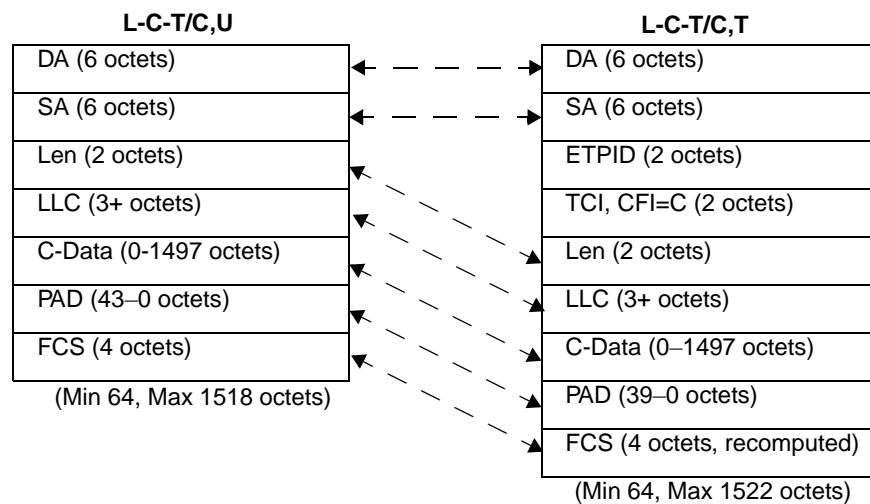 L-C-T/C,U
DA (6 octets)
SA (6 octets)
Len (2 octets)
LLC (3+ octets)
C-Data (0-1497 octets)
PAD (43–0 octets)
FCS (4 octets)
(Min 64, Max 1518 octets)
L-C-T/C,T
DA (6 octets)
SA (6 octets)
ETPID (2 octets)
TCI, CFI=C (2 octets)
Len (2 octets)
LLC (3+ octets)
C-Data (0–1497 octets)
PAD (39–0 octets)
FCS (4 octets, recomputed)
(Min 64, Max 1522 octets)